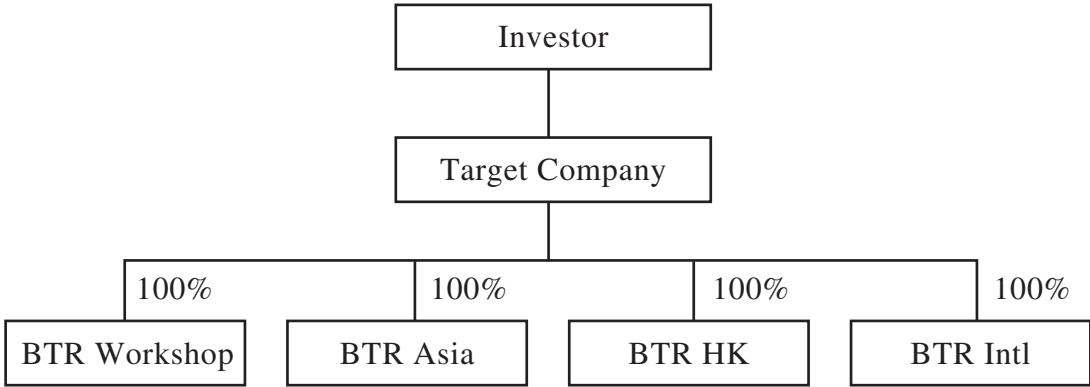 Investor
Target Company
100% 100% 100% 100%
BTR Workshop BTR Asia BTR HK BTR Intl